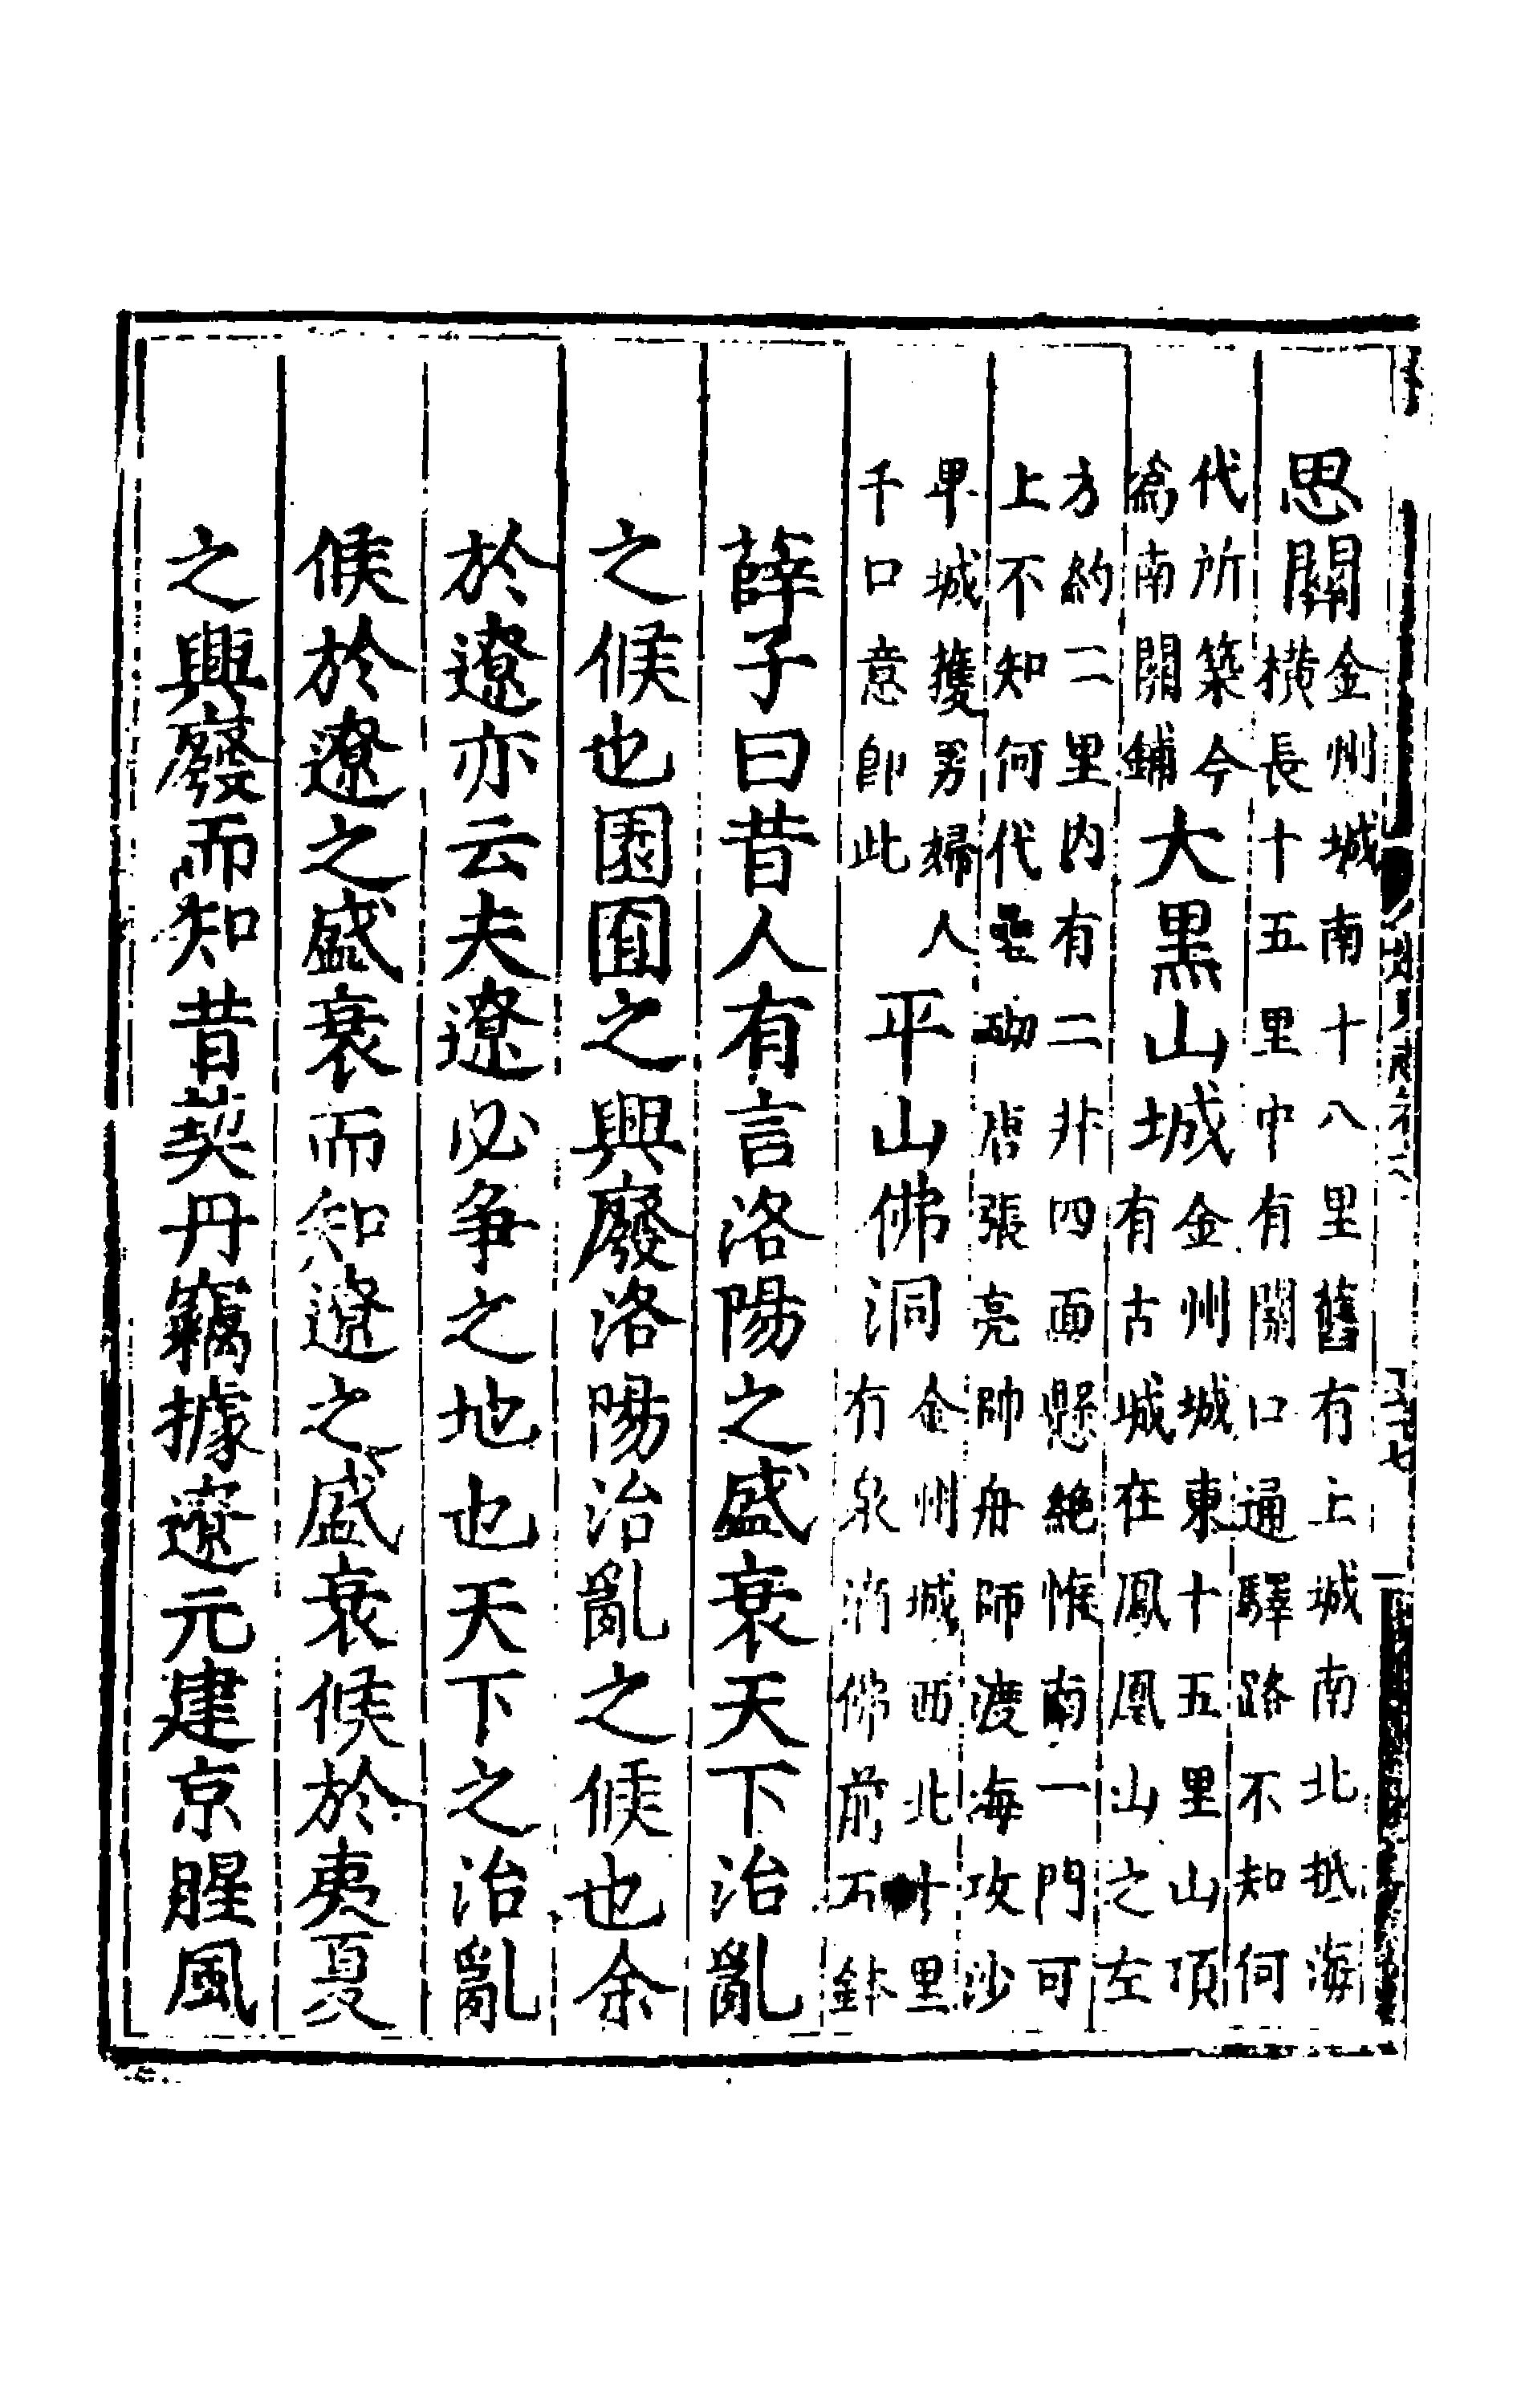 思關金州城南十八里舊有上城南北抵海
橫長十五里中有關口通驛路不知何
代所築今
爲南關鋪
大黑山城金州城東十五里山頂
有古城在鳳凰山之左
方約二里內有二井四面懸絕惟南一門可
上不知何代壘砌唐張亮帥舟師渡海攻沙
卑城獲男婦人
千口意卽此
平山佛洞金州城西北十里
有泉滴佛前石鉢
薛子曰昔人有言洛陽之盛衰天下治亂
之候也園囿之興廢洛陽治亂之候也余
於遼亦云夫遼必爭之地也天下之治亂
候於遼之盛衰而知遼之盛衰候於夷夏
之興廢而知昔契丹竊據遼元建京腥風